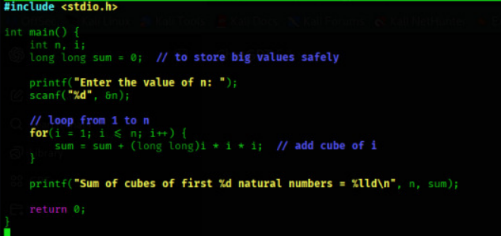 #include <stdio.h>
int main() {
    int n, i;
    long long sum = 0;  // to store big values safely
    printf("Enter the value of n: ");
    scanf("%d", &n);
    // loop from 1 to n
    for(i = 1; i ≤ n; i++) {
        sum = sum + (long long)i * i * i;  // add cube of i
    }
    printf("Sum of cubes of first %d natural numbers = %lld\n", n, sum);
    return 0;
}